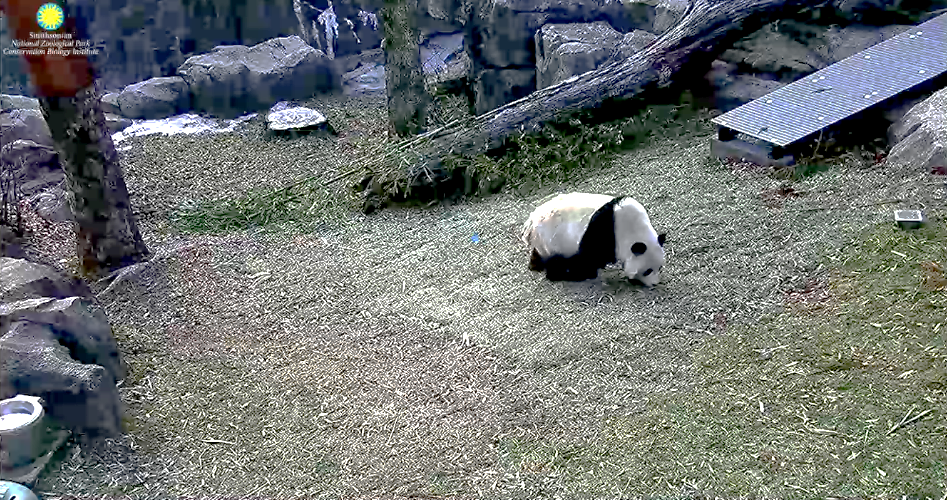 Smithsonian
National Zoological Park
Conservation Biology Institute